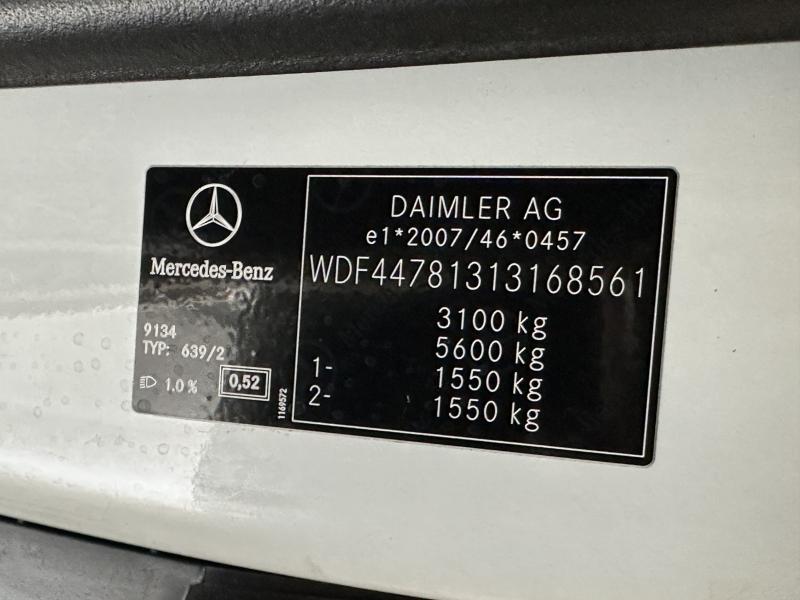 Mercedes-Benz
9134
TYP: 639/2
1.0 %
0,52
1169572
DAIMLER AG
e1*2007/46*0457
WDF44781313168561
3100 kg
5600 kg
1- 1550 kg
2- 1550 kg